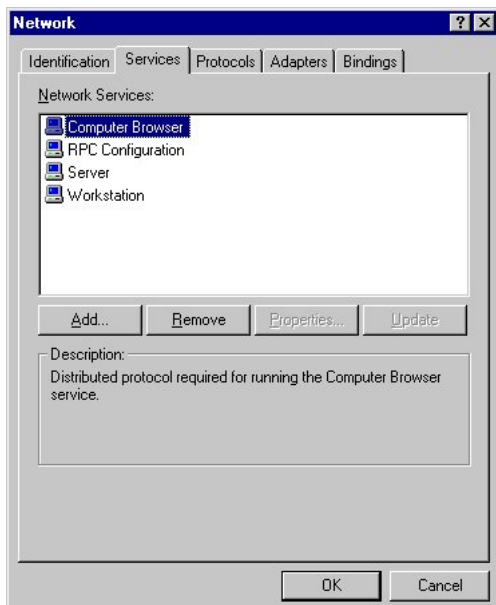 Network
Identification Services Protocols Adapters Bindings
Network Services:
Computer Browser
RPC Configuration
Server
Workstation
Add... Remove Properties... Update
Description:
Distributed protocol required for running the Computer Browser
service.
OK Cancel